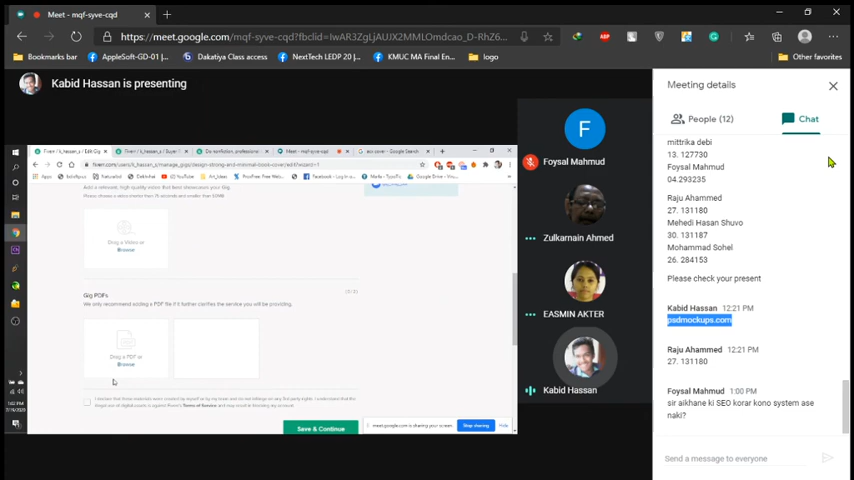 Meet - mqf-syve-cqd
https://meet.google.com/mqf-syve-cqd?fbclid=IwAR3ZgLjAUJX2MMLOmdcao_D-RhZ6...
Bookmarks bar
AppleSoft-GD-01 |...
Dakatiya Classic - D...
NextTech LEDP 20 |...
KMUC MA Final En...
logo
Other favorites
Kabid Hassan is presenting
Meeting details
People (12)
Chat
mittrika debi
13. 127730
Foysal Mahmud
04.293235
Raju Ahammed
27. 131180
Mehedi Hasan Shuvo
30. 131187
Mohammad Sohel
26. 284153
Please check your present
Kabid Hassan 12:21 PM
psdmockups.com
Raju Ahammed 12:21 PM
27. 131180
Foysal Mahmud 1:00 PM
sir aikhane ki SEO korar kono system ase
naki?
Send a message to everyone
F
Foysal Mahmud
Zulkarnain Ahmed
EASMIN AKTER
Kabid Hassan
Drag a Video or
Browse
Gig PDFs
We only recommend adding a PDF file if it further clarifies the service you will be providing.
Drag a PDF or
Browse
Save & Continue
meet.google.com is sharing your screen.
Stop sharing
Hide